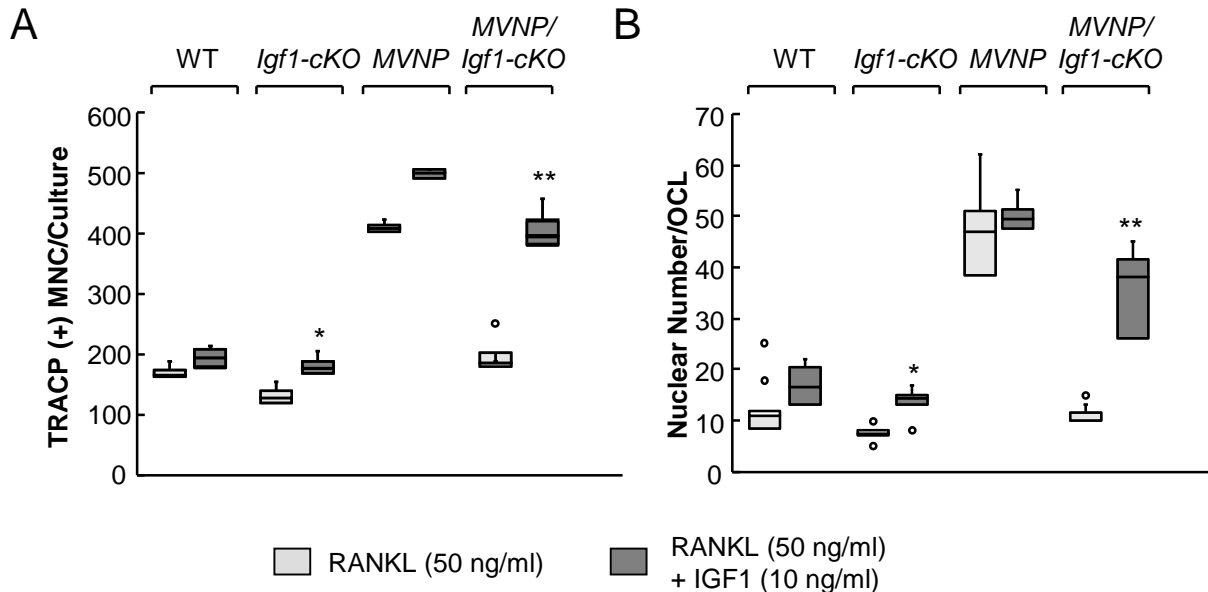 A
WT
Igf1-cKO
MVNP
MVNP/
Igf1-cKO
TRACP (+) MNC/Culture
600
500
400
300
200
100
0
*
**
B
WT
Igf1-cKO
MVNP
MVNP/
Igf1-cKO
Nuclear Number/OCL
70
60
50
40
30
20
10
0
*
**
RANKL (50 ng/ml)
RANKL (50 ng/ml)
+ IGF1 (10 ng/ml)